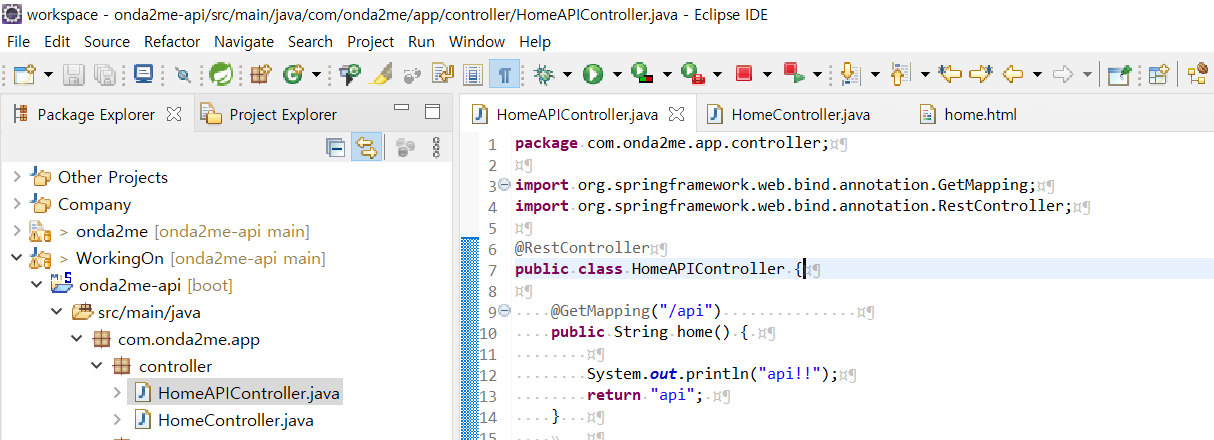 workspace - onda2me-api/src/main/java/com/onda2me/app/controller/HomeAPIController.java - Eclipse IDE
File Edit Source Refactor Navigate Search Project Run Window Help
Package Explorer Project Explorer
Other Projects
Company
> onda2me [onda2me-api main]
> WorkingOn [onda2me-api main]
onda2me-api [boot]
src/main/java
com.onda2me.app
controller
HomeAPIController.java
HomeController.java
HomeAPIController.java HomeController.java home.html
1 package com.onda2me.app.controller;¤¶
2 ¤¶
3 import org.springframework.web.bind.annotation.GetMapping;¤¶
4 import org.springframework.web.bind.annotation.RestController;¤¶
5 ¤¶
6 @RestController¤¶
7 public class HomeAPIController {¤¶
8 ¤¶
9 @GetMapping("/api") ¤¶
10 public String home() { ¤¶
11 ¤¶
12 System.out.println("api!!");¤¶
13 return "api"; ¤¶
14 } ¤¶
15